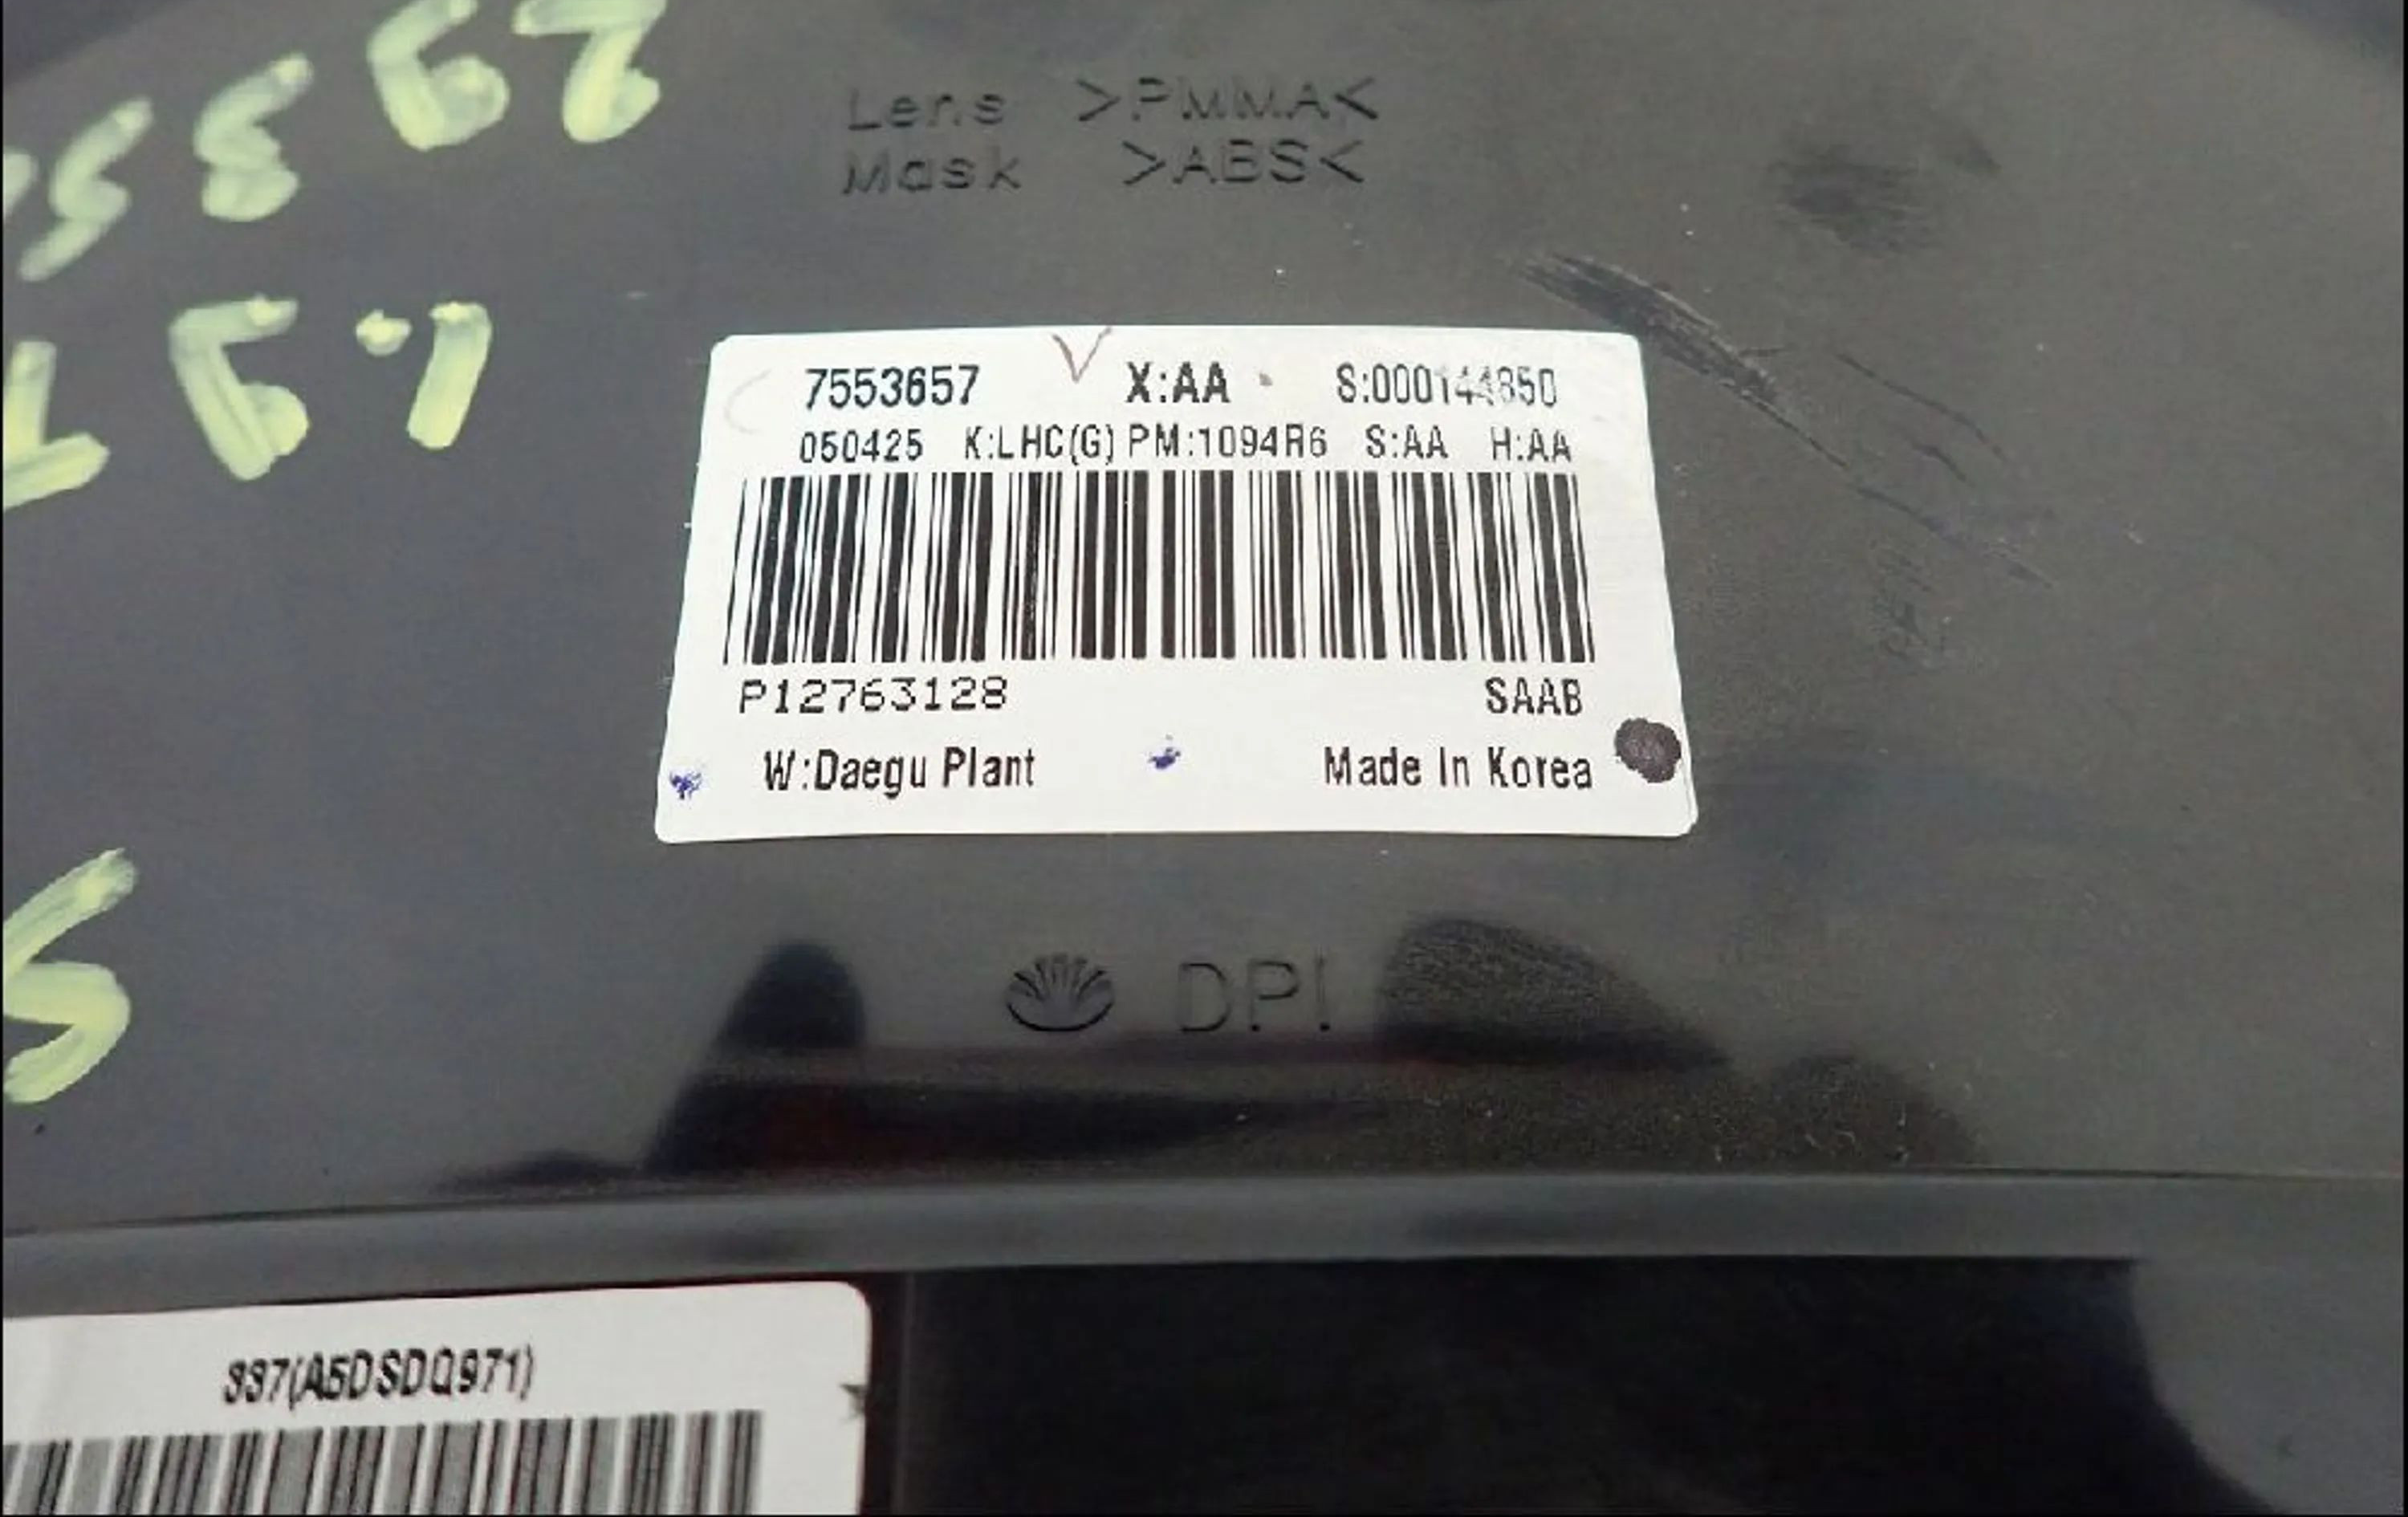 Lens >PMMA<
Mask >ABS<
7553657 X:AA S:000144850
050425 K:LHC(G) PM:1094R6 S:AA H:AA
P12763128 SAAB
W:Daegu Plant Made In Korea
DPI
337(A5DSDQ971)